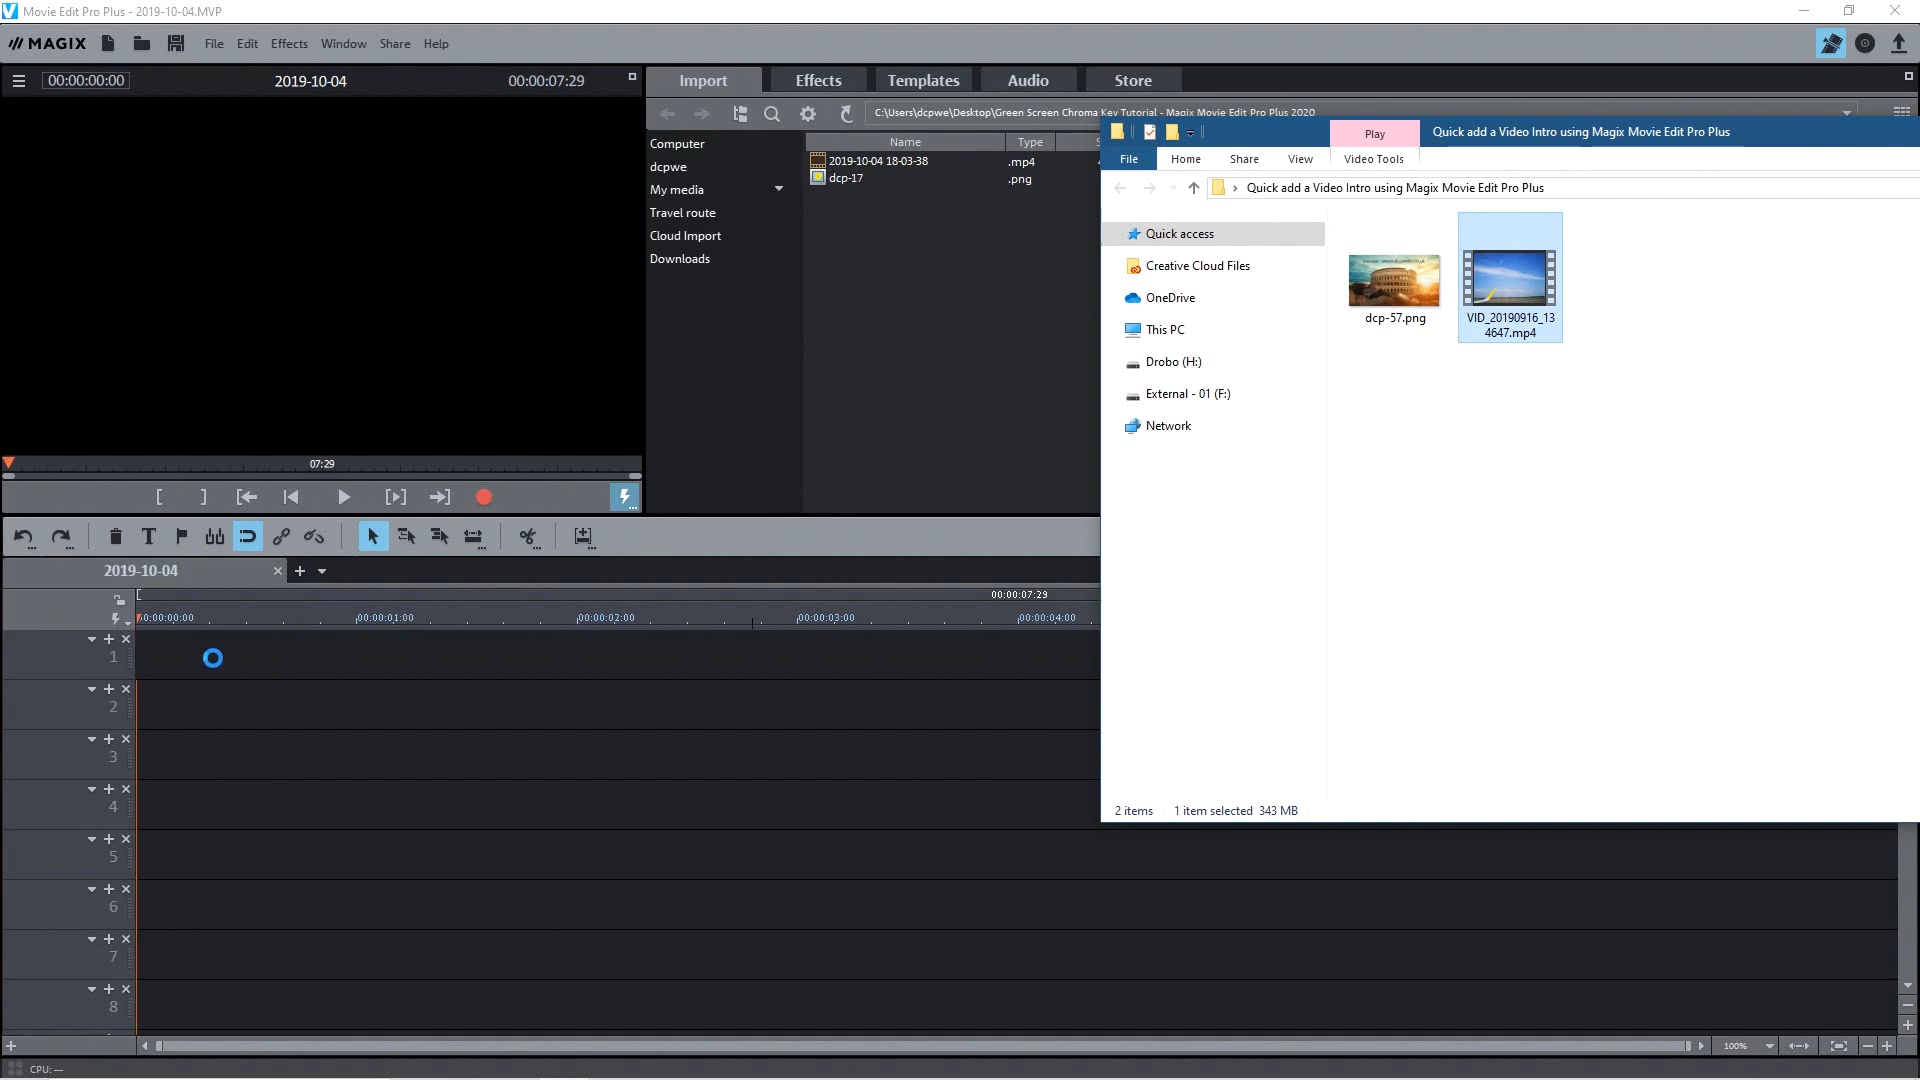 Movie Edit Pro Plus - 2019-10-04.MVP
MAGIX
File Edit Effects Window Share Help
00:00:00:00
2019-10-04
00:00:07:29
Import
Effects
Templates
Audio
Store
C:\Users\dcpwe\Desktop\Green Screen Chroma Key Tutorial - Magix Movie Edit Pro Plus 2020
Computer
dcpwe
My media
Travel route
Cloud Import
Downloads
Name
Type
2019-10-04 18-03-38 .mp4
dcp-17 .png
Play
Quick add a Video Intro using Magix Movie Edit Pro Plus
File Home Share View Video Tools
Quick add a Video Intro using Magix Movie Edit Pro Plus
Quick access
Creative Cloud Files
OneDrive
This PC
Drobo (H:)
External - 01 (F:)
Network
dcp-57.png
VID_20190916_13
4647.mp4
2 items
1 item selected 343 MB
07:29
2019-10-04
00:00:07:29
00:00:00:00
00:00:01:00
00:00:02:00
00:00:03:00
00:00:04:00
1
2
3
4
5
6
7
8
100%
CPU: —